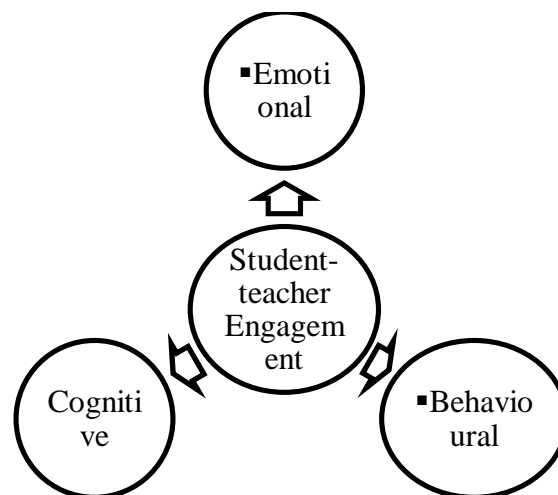 ▪Emoti
onal
Student-
teacher
Engagem
ent
Cogniti
ve
▪Behavio
ural